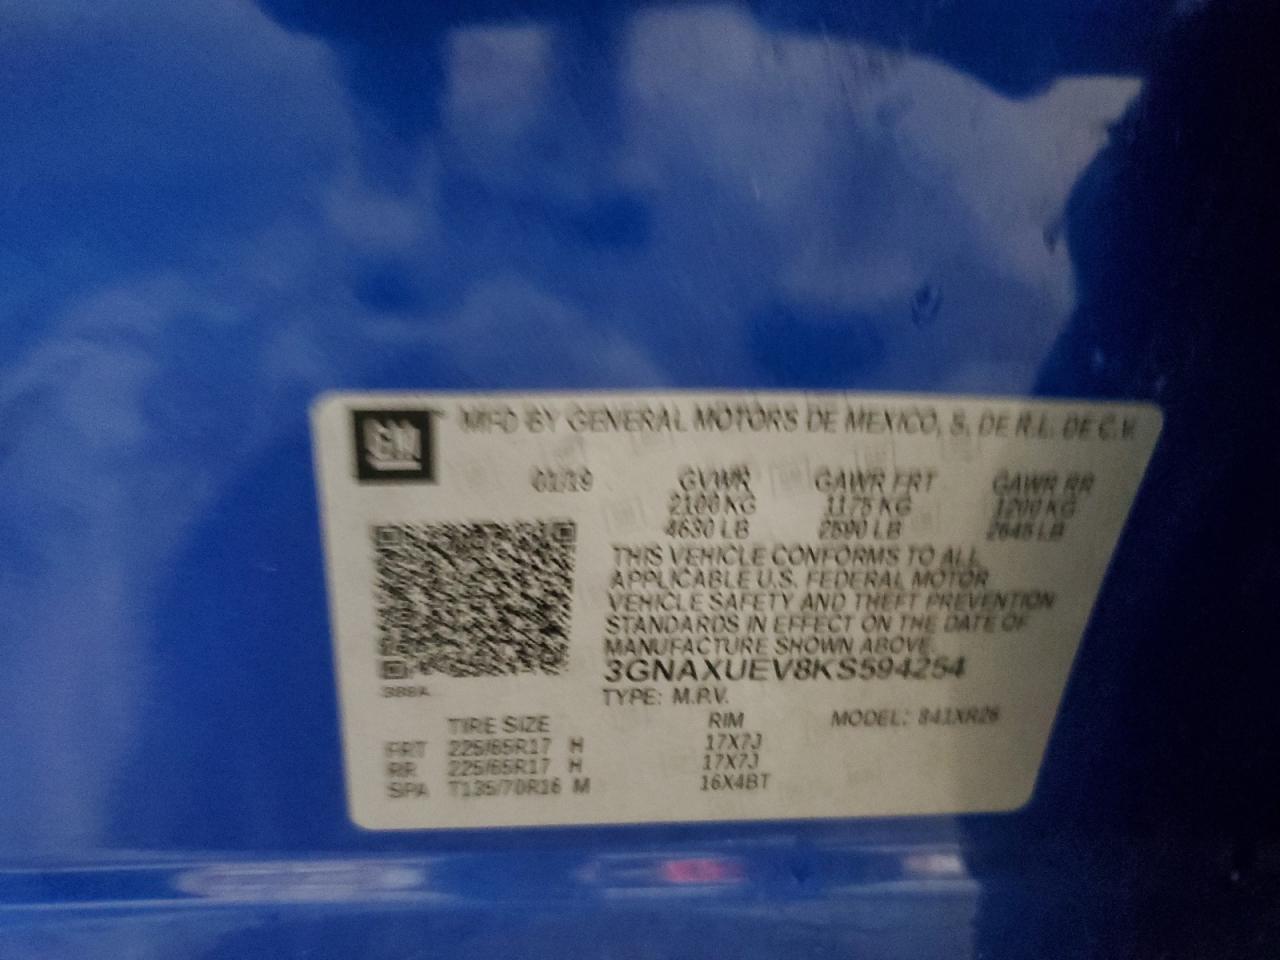 GM MFD BY GENERAL MOTORS DE MEXICO, S. DE R.L. DE C.V.
01/19 GVWR GAWR FRT GAWR RR
2100 KG 1175 KG 1200 KG
4630 LB 2590 LB 2645 LB
THIS VEHICLE CONFORMS TO ALL
APPLICABLE U.S. FEDERAL MOTOR
VEHICLE SAFETY AND THEFT PREVENTION
STANDARDS IN EFFECT ON THE DATE OF
MANUFACTURE SHOWN ABOVE.
3GNAXUEV8KS594254
TYPE: M.P.V.
TIRE SIZE RIM MODEL: 841XR26
FRT 225/65R17 H 17X7J
RR 225/65R17 H 17X7J
SPA T135/70R16 M 16X4BT